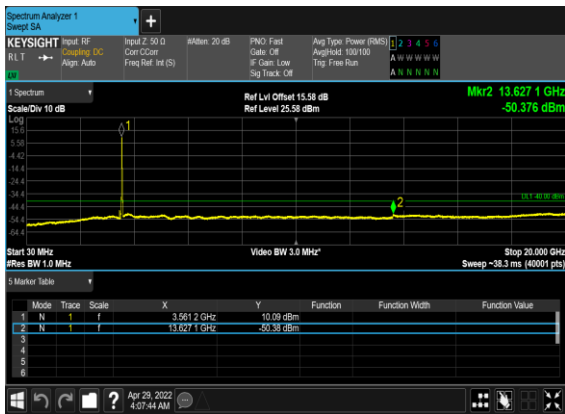 Spectrum Analyzer 1
Swept SA
KEYSIGHT Input: RF Input Z: 50 Ω #Atten: 20 dB PNO: Fast Avg Type: Power (RMS) 1 2 3 4 5 6
RLT Coupling: DC Corr CCorr Gate: Off Avg|Hold: 100/100 A W W W W W
Align: Auto Freq Ref: Int (S) IF Gain: Low Trig: Free Run
Sig Track: Off A N N N N N
1 Spectrum Ref Lvl Offset 15.58 dB Mkr2 13.627 1 GHz
Scale/Div 10 dB Ref Level 25.58 dBm -50.376 dBm
Log
15.6
1
5.58
-4.42
-14.4
-24.4
-34.4
DL1 -40.00 dBm
-44.4
2
-54.4
-64.4
Start 30 MHz Video BW 3.0 MHz* Stop 20.000 GHz
#Res BW 1.0 MHz Sweep ~38.3 ms (40001 pts)
5 Marker Table
Mode Trace Scale X Y Function Function Width Function Value
1 N 1 f 3.561 2 GHz 10.09 dBm
2 N 1 f 13.627 1 GHz -50.38 dBm
3
4
5
6
? Apr 29, 2022
4:07:44 AM